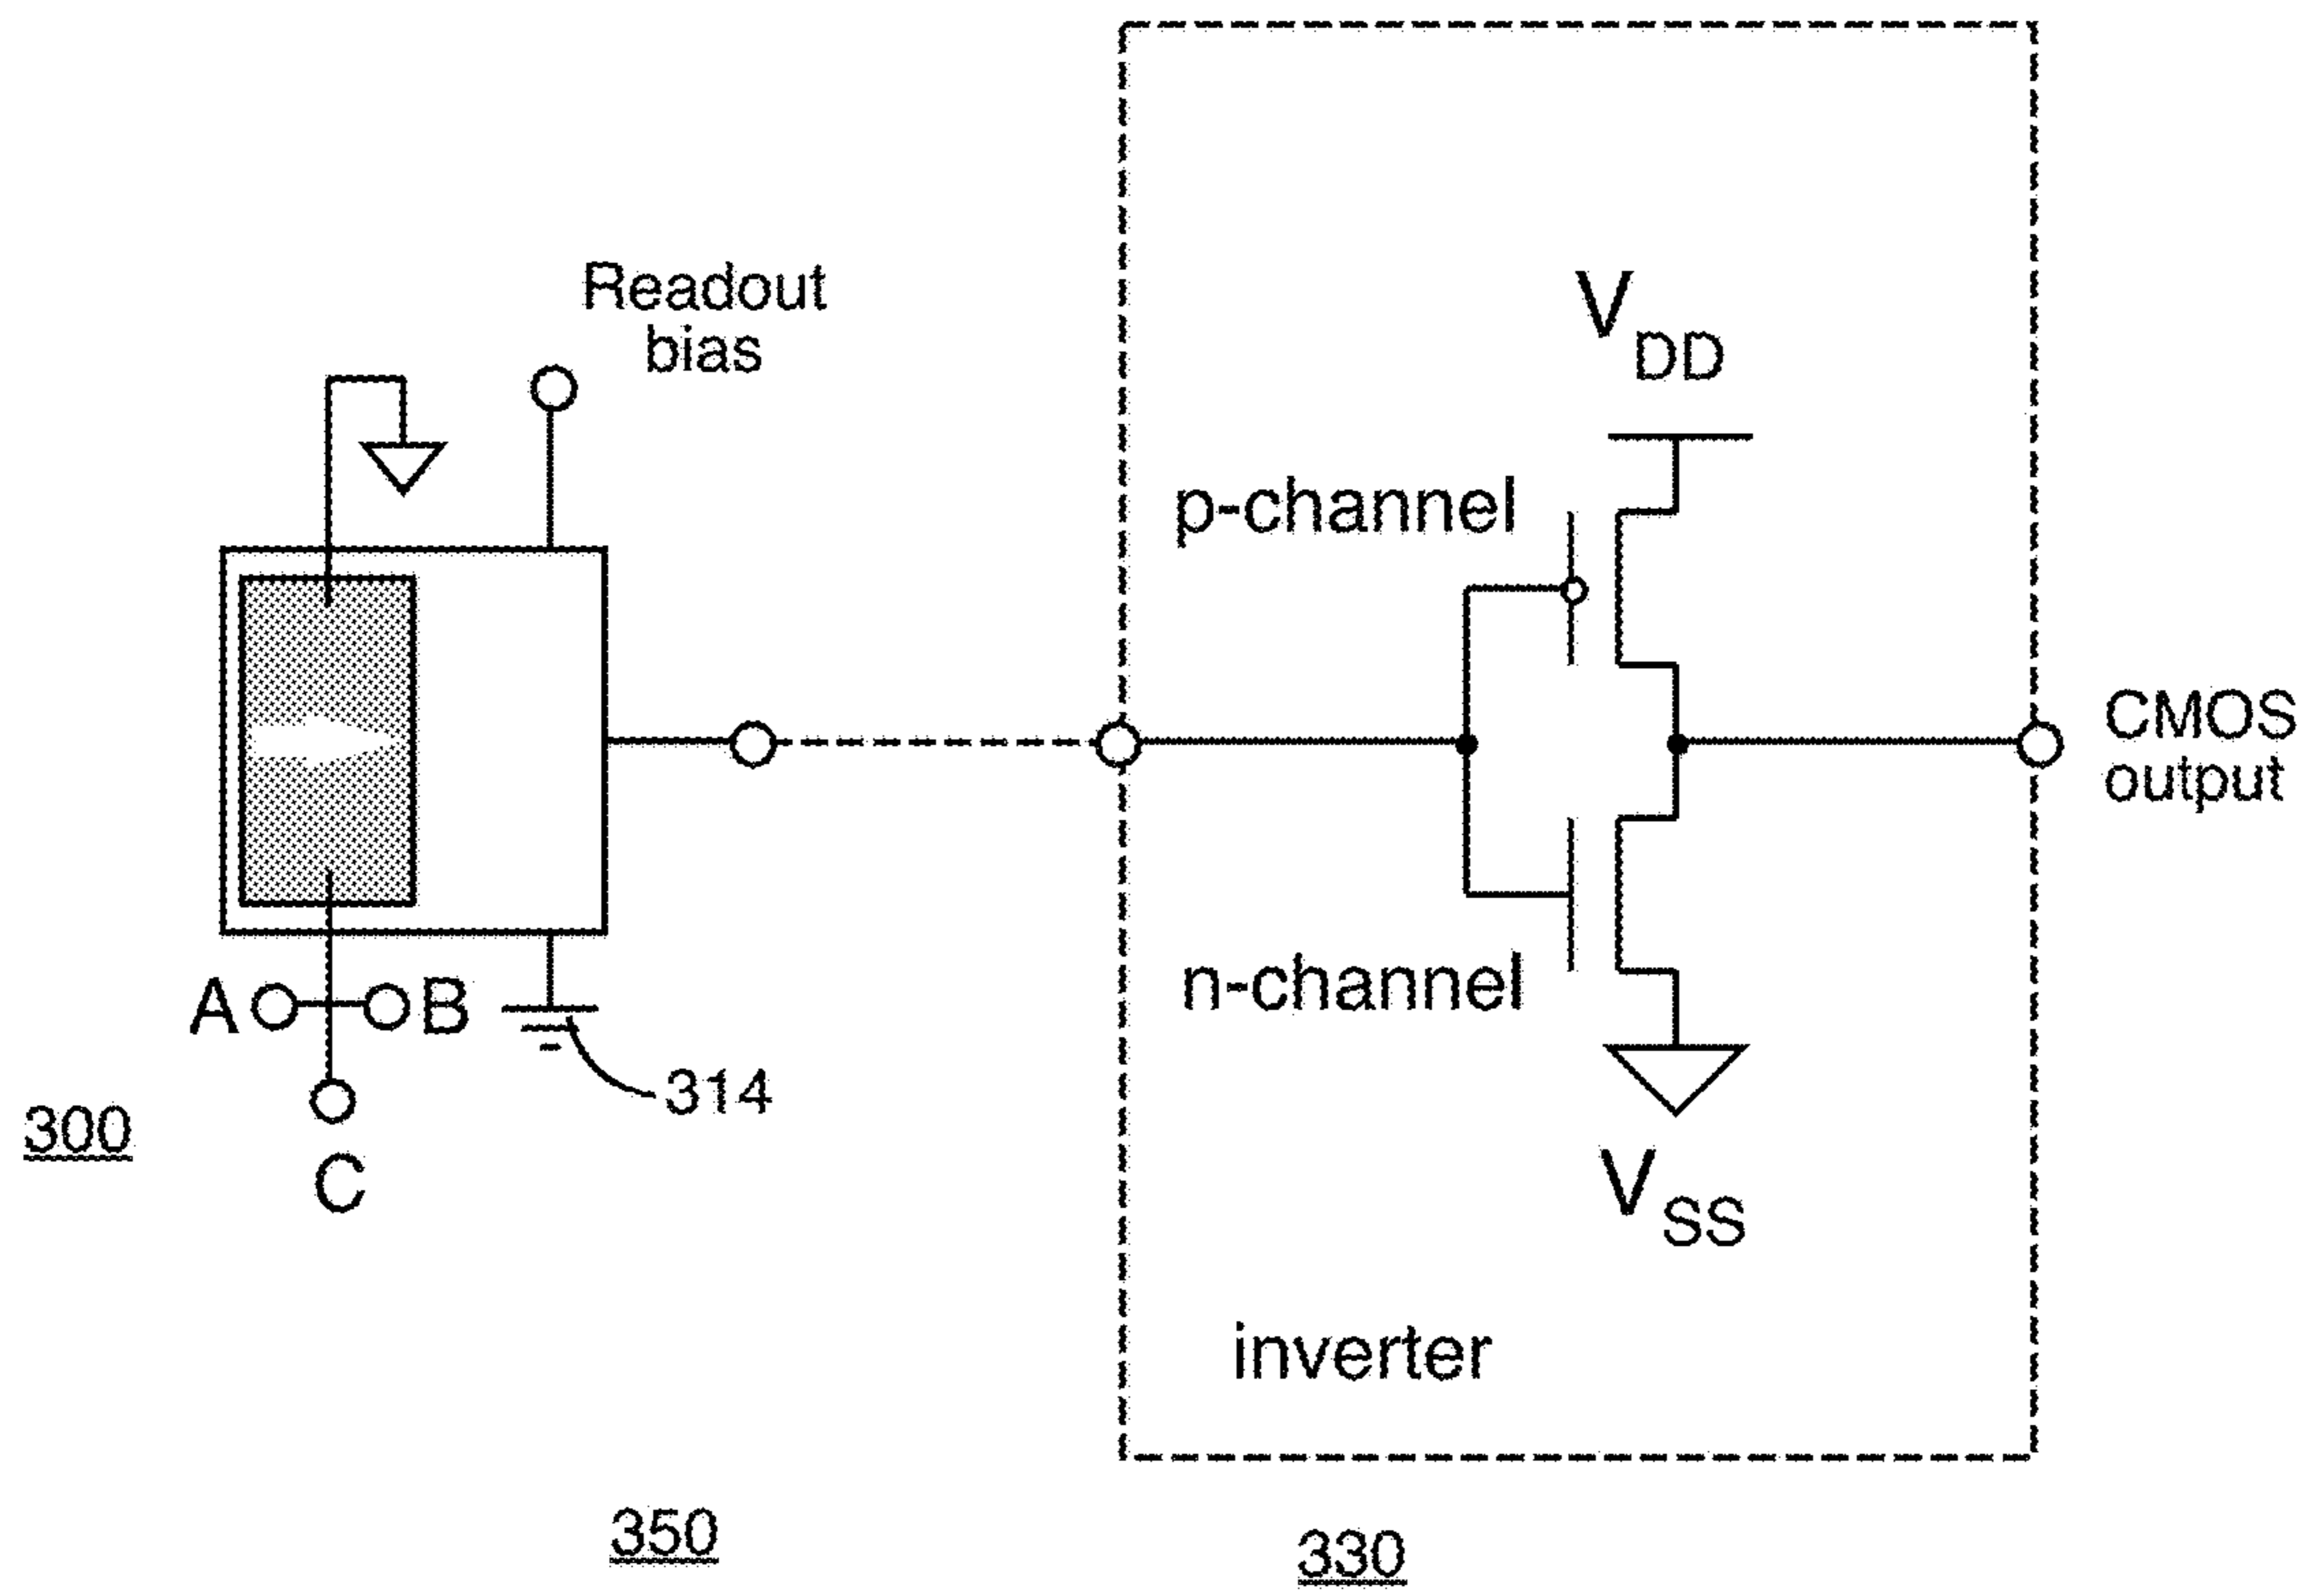 Readout
bias
V
DD
p-channel
CMOS
output
n-channel
A
B
314
300
C
V
SS
inverter
350
330